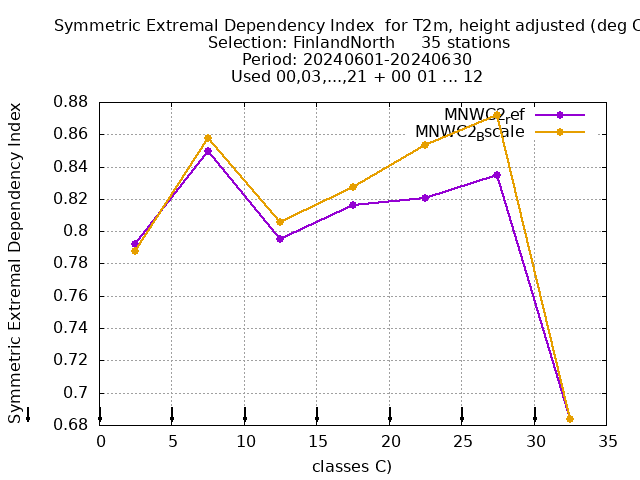 Symmetric Extremal Dependency Index for T2m, height adjusted (deg C
Selection: FinlandNorth 35 stations
Period: 20240601-20240630
Used 00,03,...,21 + 00 01 ... 12
Symmetric Extremal Dependency Index
0.88
0.86
0.84
0.82
0.8
0.78
0.76
0.74
0.72
0.7
0.68
MNWC2ref
MNWC2Bscale
0 5 10 15 20 25 30 35
classes C)